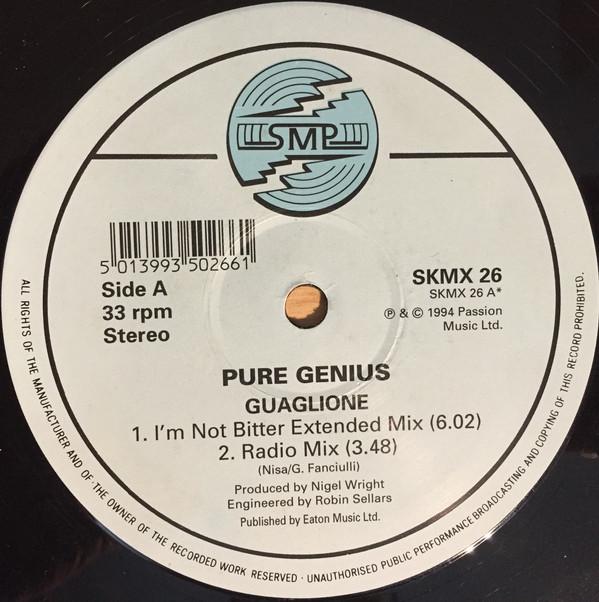 SMP
5 013993 502661
Side A
33 rpm
Stereo
SKMX 26
SKMX 26 A*
℗ & © 1994 Passion
Music Ltd.
PURE GENIUS
GUAGLIONE
1. I'm Not Bitter Extended Mix (6.02)
2. Radio Mix (3.48)
(Nisa/G. Fanciulli)
Produced by Nigel Wright
Engineered by Robin Sellars
Published by Eaton Music Ltd.
ALL RIGHTS OF THE MANUFACTURER AND OF THE OWNER OF THE RECORDED WORK RESERVED · UNAUTHORISED PUBLIC PERFORMANCE BROADCASTING AND COPYING OF THIS RECORD PROHIBITED.